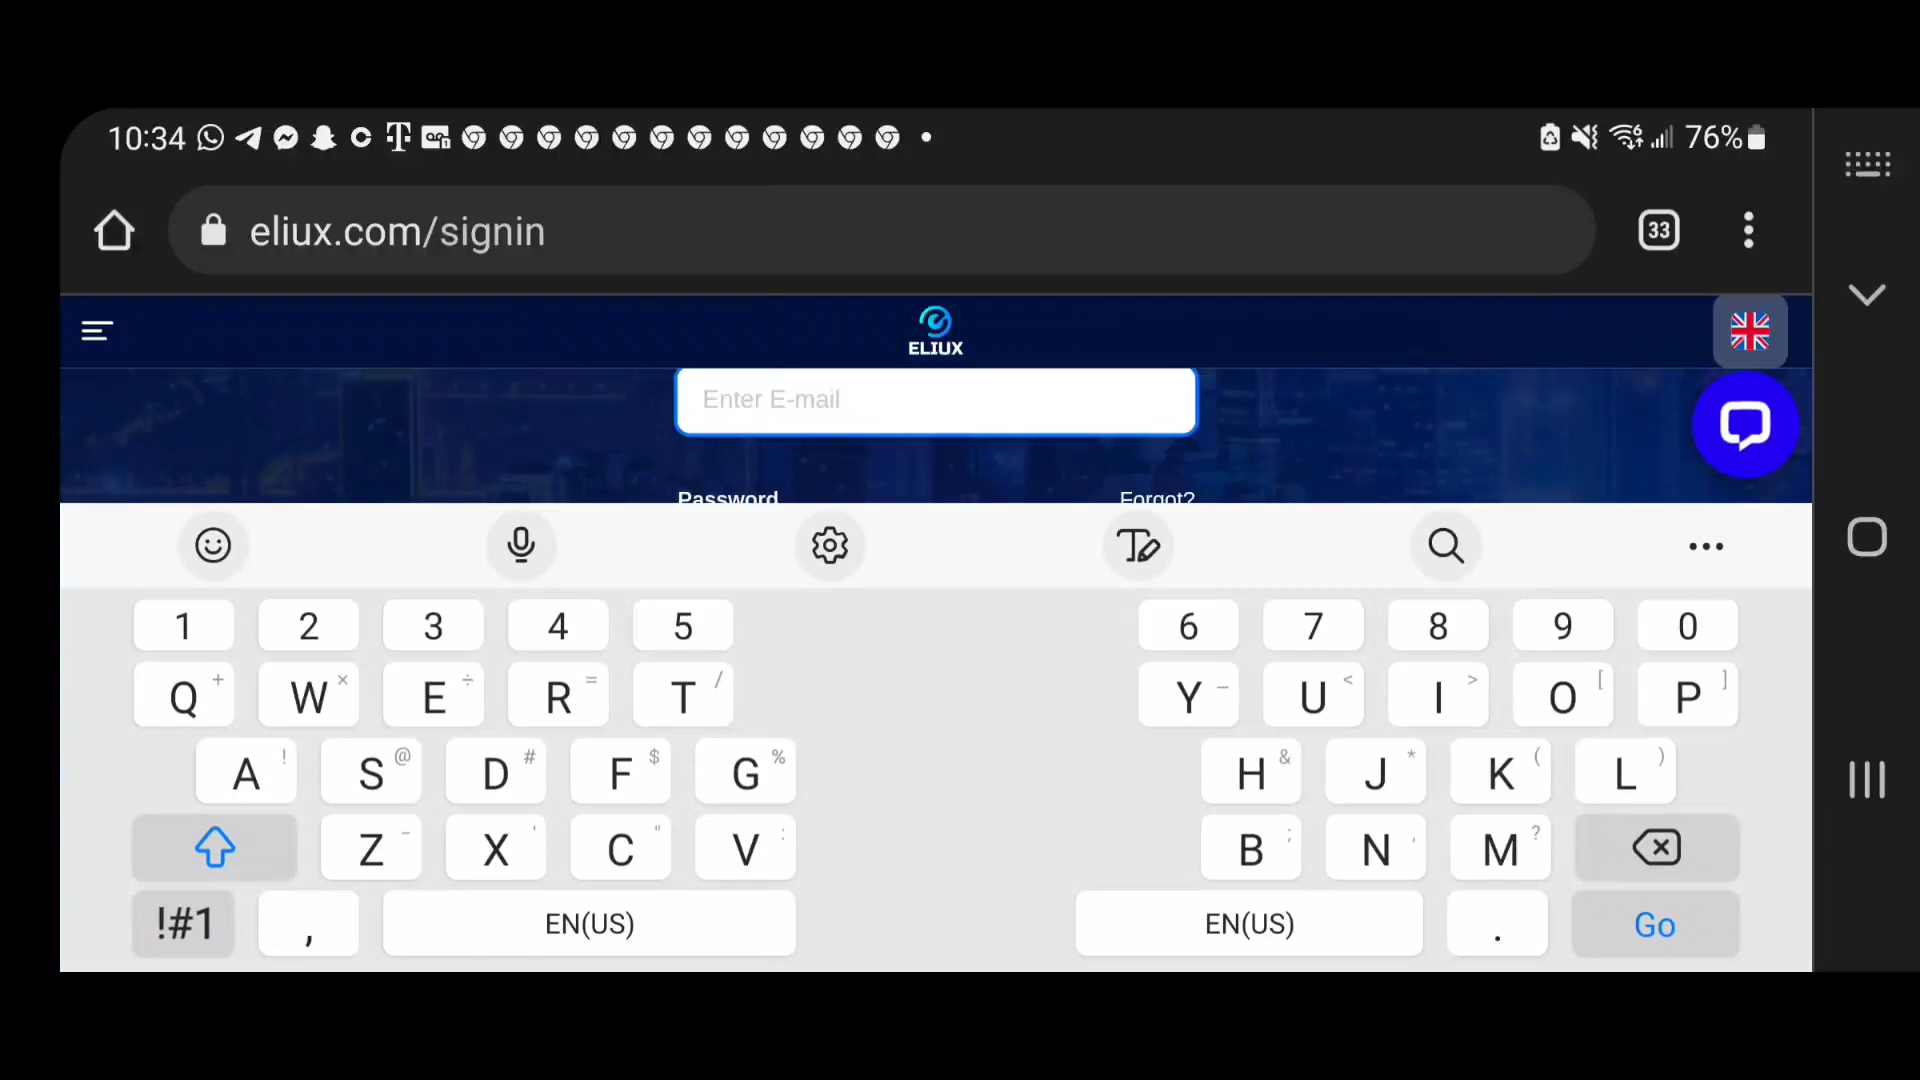 10:34
76%
eliux.com/signin
33
ELIUX
Enter E-mail
Password Forgot?
1 2 3 4 5 6 7 8 9 0
Q + W × E ÷ R = T / Y _ U < I > O [ P ]
A ! S @ D # F $ G % H & J * K ( L )
Z - X ' C " V : B ; N , M ?
!#1 , EN(US) EN(US) . Go